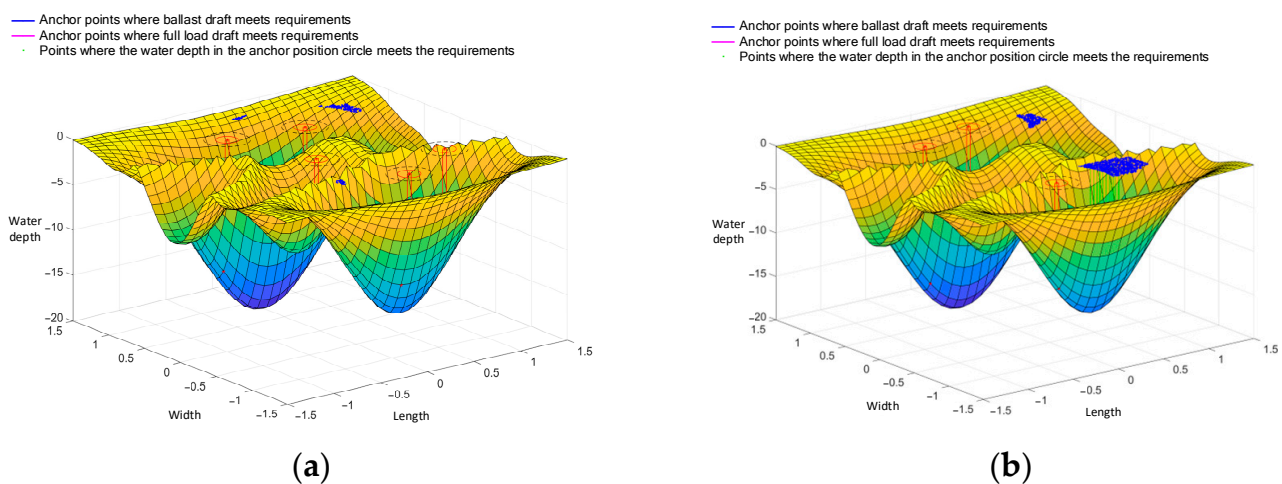 Anchor points where ballast draft meets requirements
Anchor points where full load draft meets requirements
Points where the water depth in the anchor position circle meets the requirements
0
−5
−10
−15
−20
Water
depth
1.5
1
0.5
0
−0.5
−1
−1.5
Width
−1.5
−1
−0.5
0
0.5
1
1.5
Length
(a)
Anchor points where ballast draft meets requirements
Anchor points where full load draft meets requirements
Points where the water depth in the anchor position circle meets the requirements
0
−5
−10
−15
−20
Water
depth
1.5
1
0.5
0
−0.5
−1
−1.5
Width
−1.5
−1
−0.5
0
0.5
1
1.5
Length
(b)